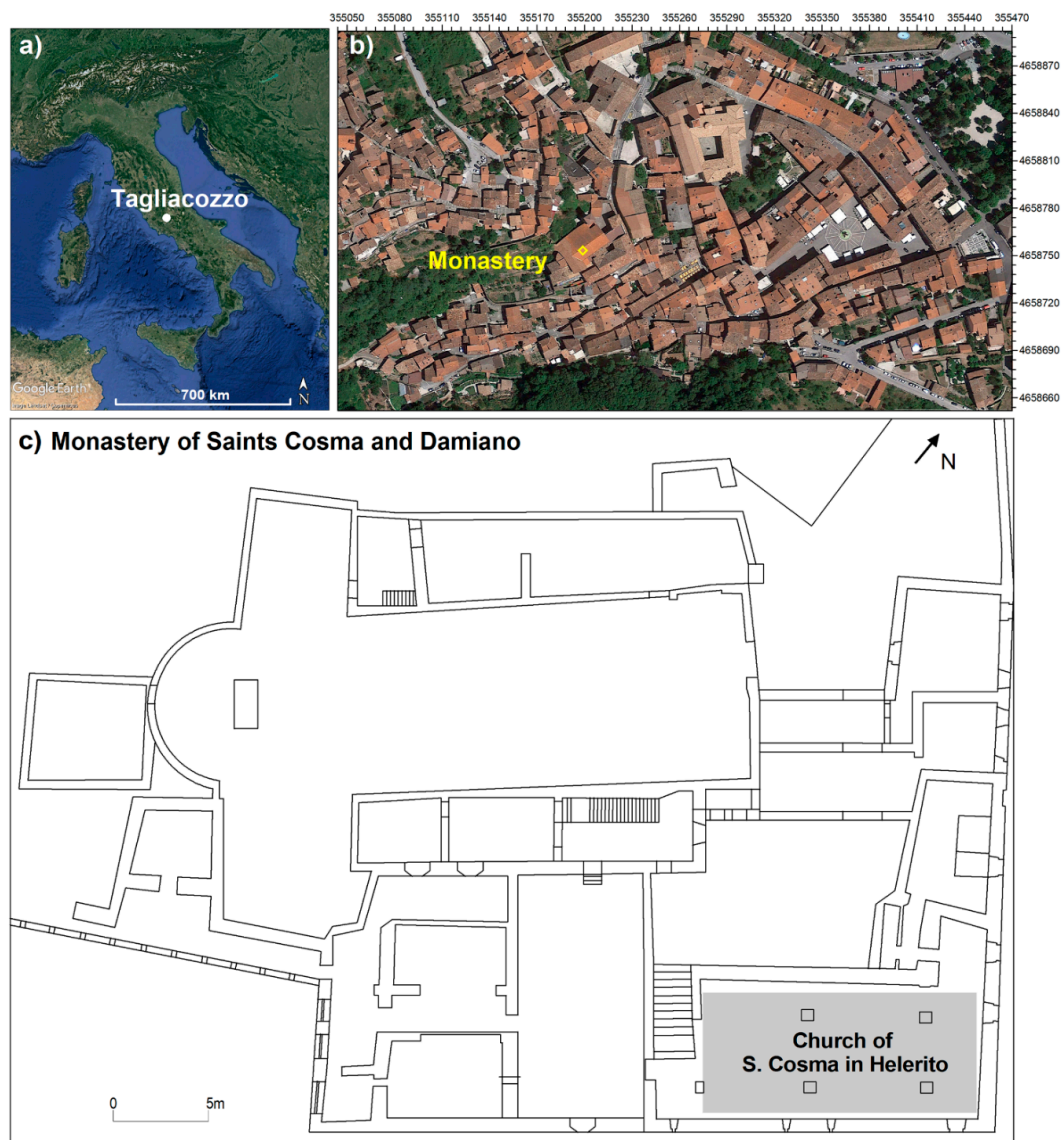 355050 355080 355110 355140 355170 355200 355230 355260 355290 355320 355350 355380 355410 355440 355470
a)
b)
4658870
4658840
4658810
4658780
4658750
4658720
4658690
4658660
Tagliacozzo
Monastery
Google Earth
700 km
N
c) Monastery of Saints Cosma and Damiano
N
Church of
S. Cosma in Helerito
0 5m